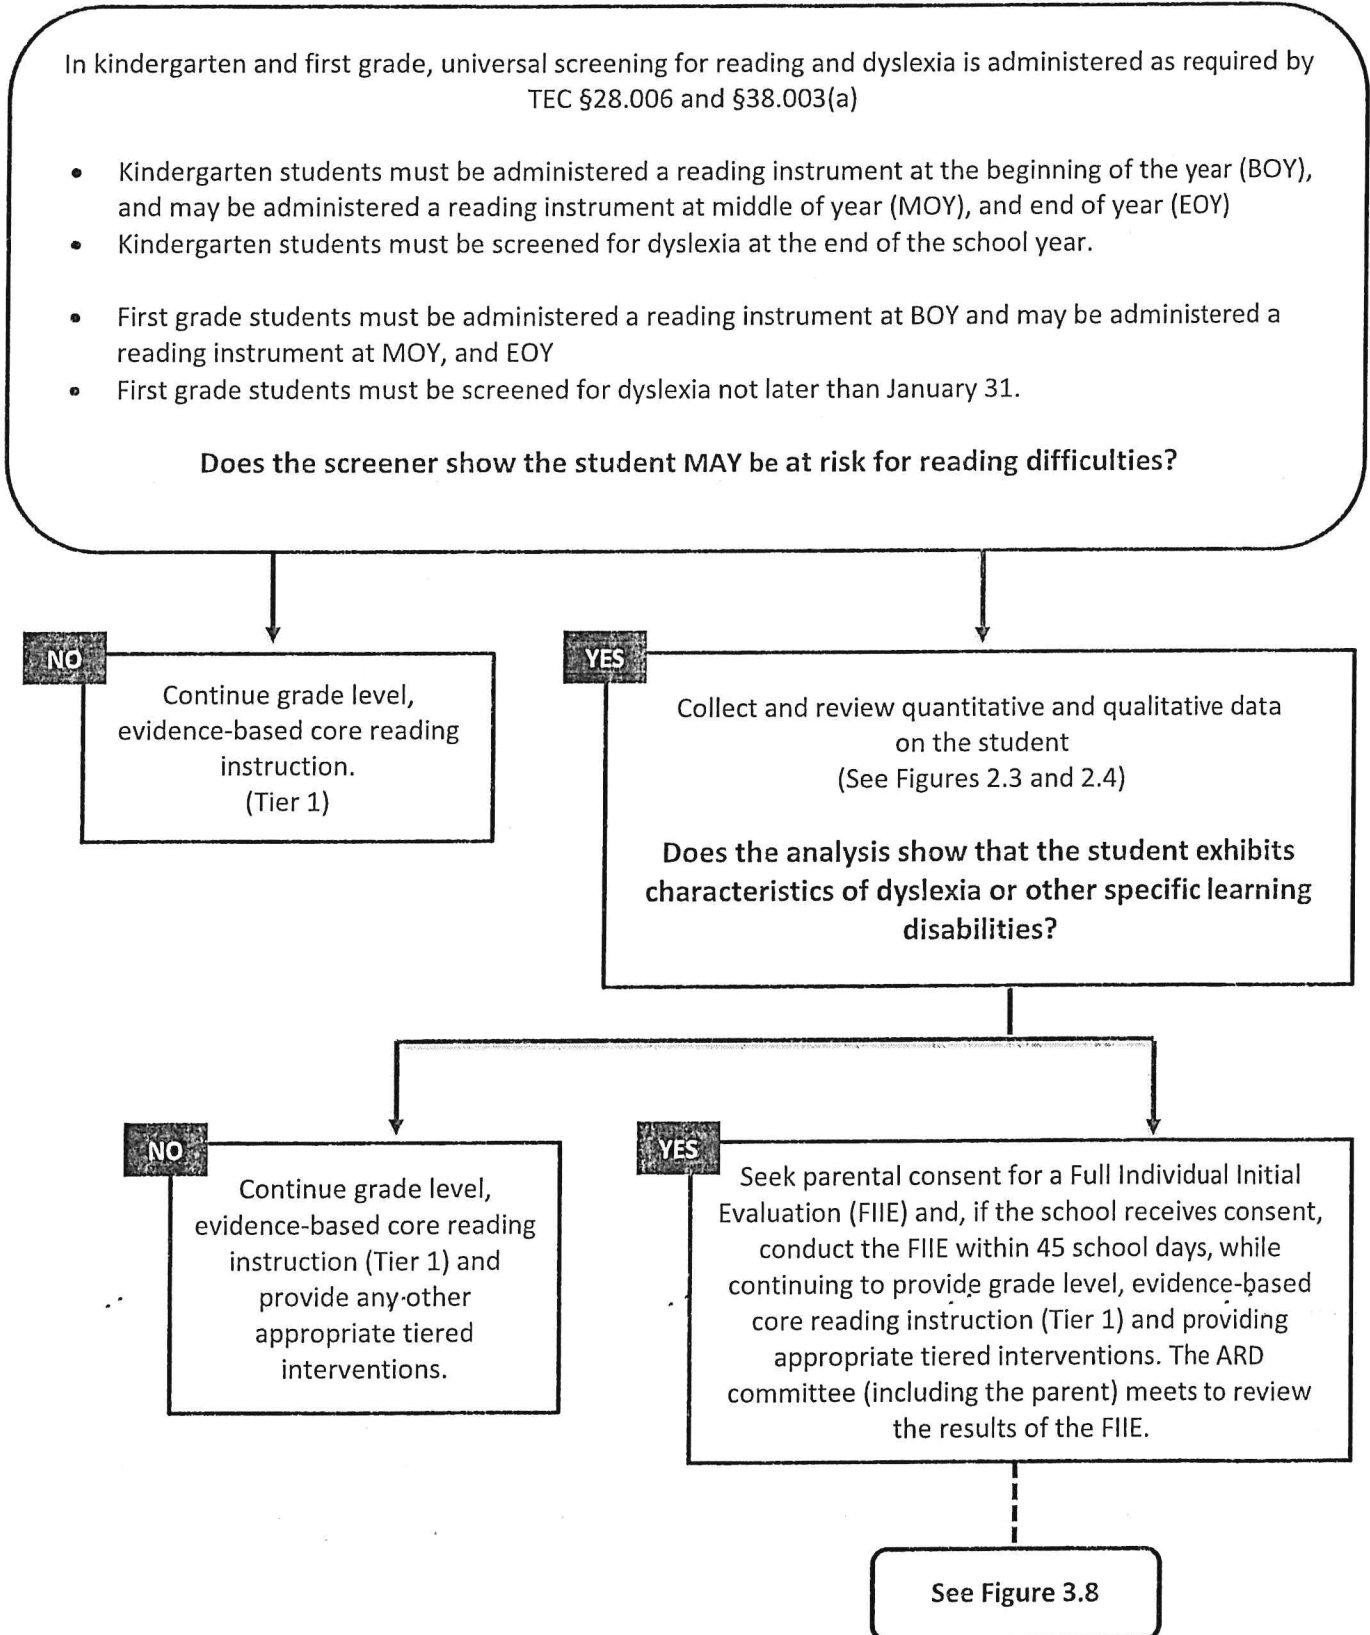 In kindergarten and first grade, universal screening for reading and dyslexia is administered as required by
TEC §28.006 and §38.003(a)
• Kindergarten students must be administered a reading instrument at the beginning of the year (BOY),
and may be administered a reading instrument at middle of year (MOY), and end of year (EOY)
• Kindergarten students must be screened for dyslexia at the end of the school year.
• First grade students must be administered a reading instrument at BOY and may be administered a
reading instrument at MOY, and EOY
• First grade students must be screened for dyslexia not later than January 31.
Does the screener show the student MAY be at risk for reading difficulties?
NO
Continue grade level,
evidence-based core reading
instruction.
(Tier 1)
YES
Collect and review quantitative and qualitative data
on the student
(See Figures 2.3 and 2.4)
Does the analysis show that the student exhibits
characteristics of dyslexia or other specific learning
disabilities?
NO
Continue grade level,
evidence-based core reading
instruction (Tier 1) and
provide any other
appropriate tiered
interventions.
YES
Seek parental consent for a Full Individual Initial
Evaluation (FIIE) and, if the school receives consent,
conduct the FIIE within 45 school days, while
continuing to provide grade level, evidence-based
core reading instruction (Tier 1) and providing
appropriate tiered interventions. The ARD
committee (including the parent) meets to review
the results of the FIIE.
See Figure 3.8